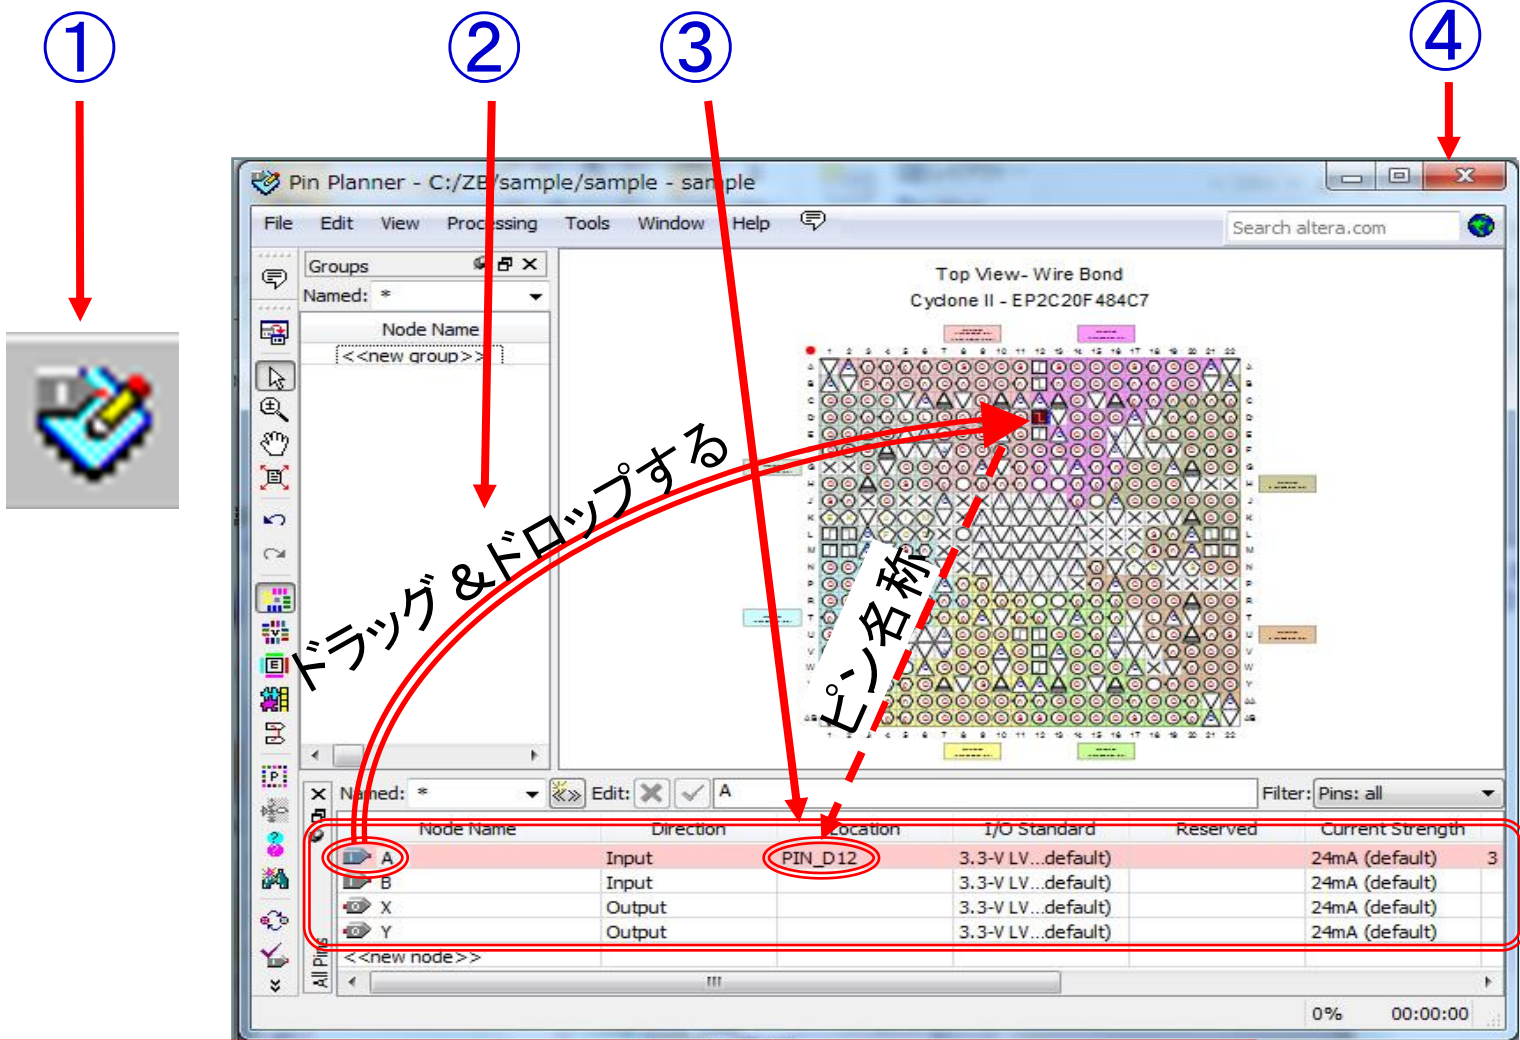 ① ② ③ ④
Pin Planner - C:/ZB/sample/sample - sample
File Edit View Processing Tools Window Help
Search altera.com
Groups
Named: *
Node Name
<<new group>>
Top View- Wire Bond
Cyclone II - EP2C20F484C7
ドラッグ&ドロップする
ピン名称
Named: * Edit: A Filter: Pins: all
Node Name Direction Location I/O Standard Reserved Current Strength
A Input PIN_D12 3.3-V LV...default) 24mA (default) 3
B Input 3.3-V LV...default) 24mA (default)
X Output 3.3-V LV...default) 24mA (default)
Y Output 3.3-V LV...default) 24mA (default)
<<new node>>
All Pins
0% 00:00:00